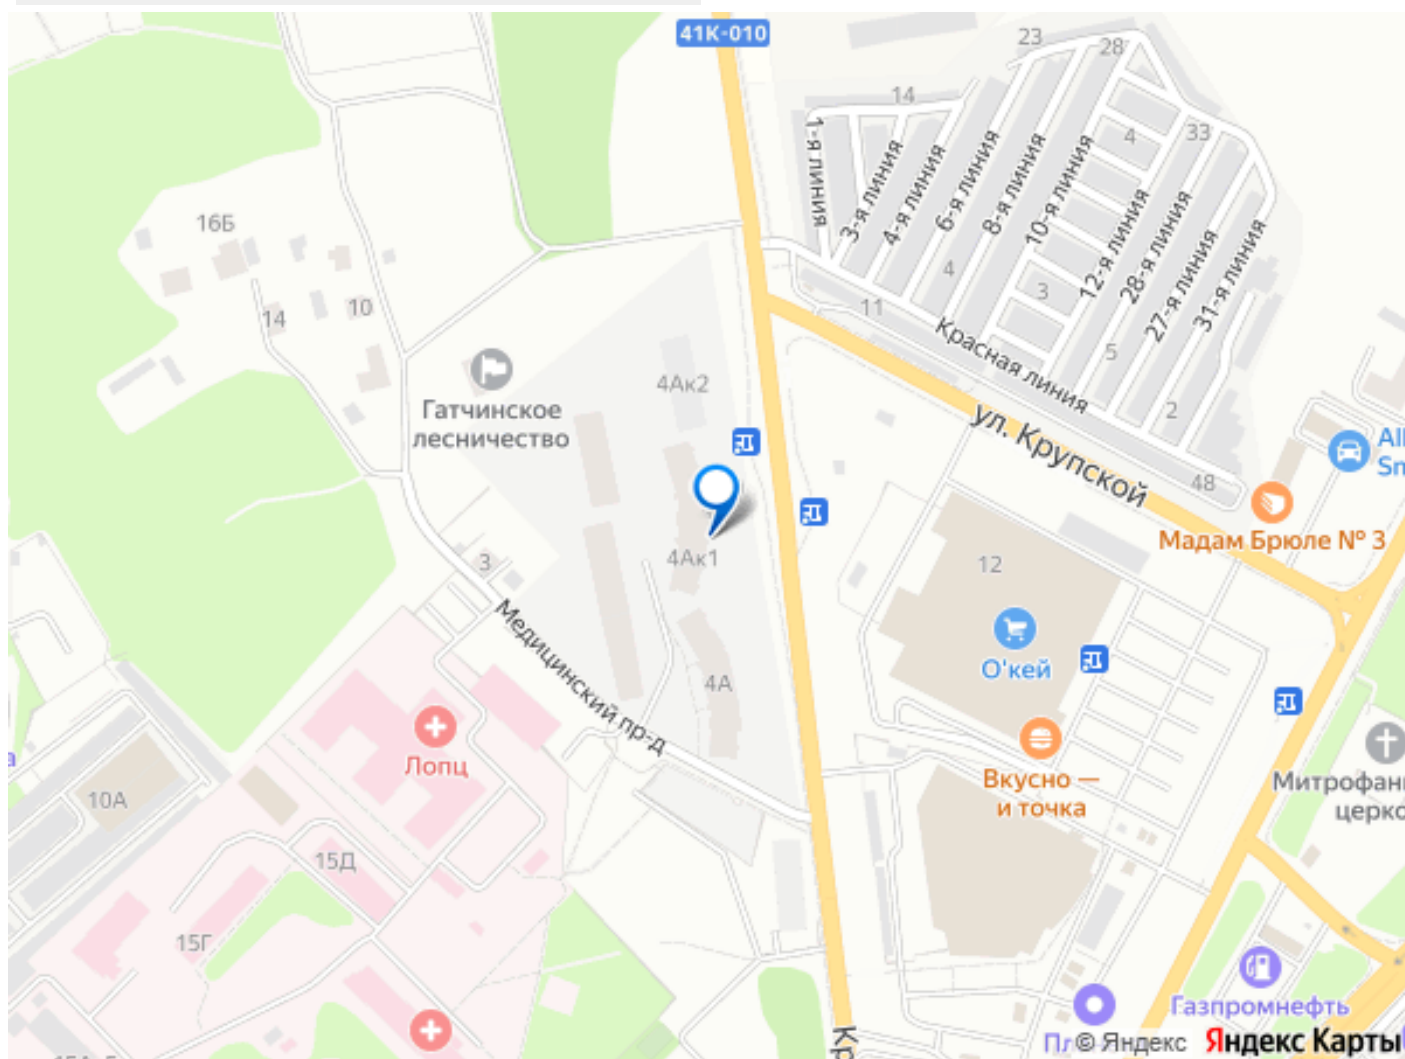 41К-010
23
28
14
1-я линия
3-я линия
4-я линия
6-я линия
8-я линия
10-я линия
12-я линия
28-я линия
27-я линия
31-я линия
4
33
16Б
14
10
4
3
11
5
2
48
Красная линия
ул. Крупской
Гатчинское
лесничество
4Ак2
4Ак1
4А
3
Медицинский пр-д
Мадам Брюле № 3
12
О'кей
Вкусно —
и точка
Лопц
10А
15Д
15Г
Митрофан
церко
Газпромнефть
Кр
© Яндекс Яндекс Карты